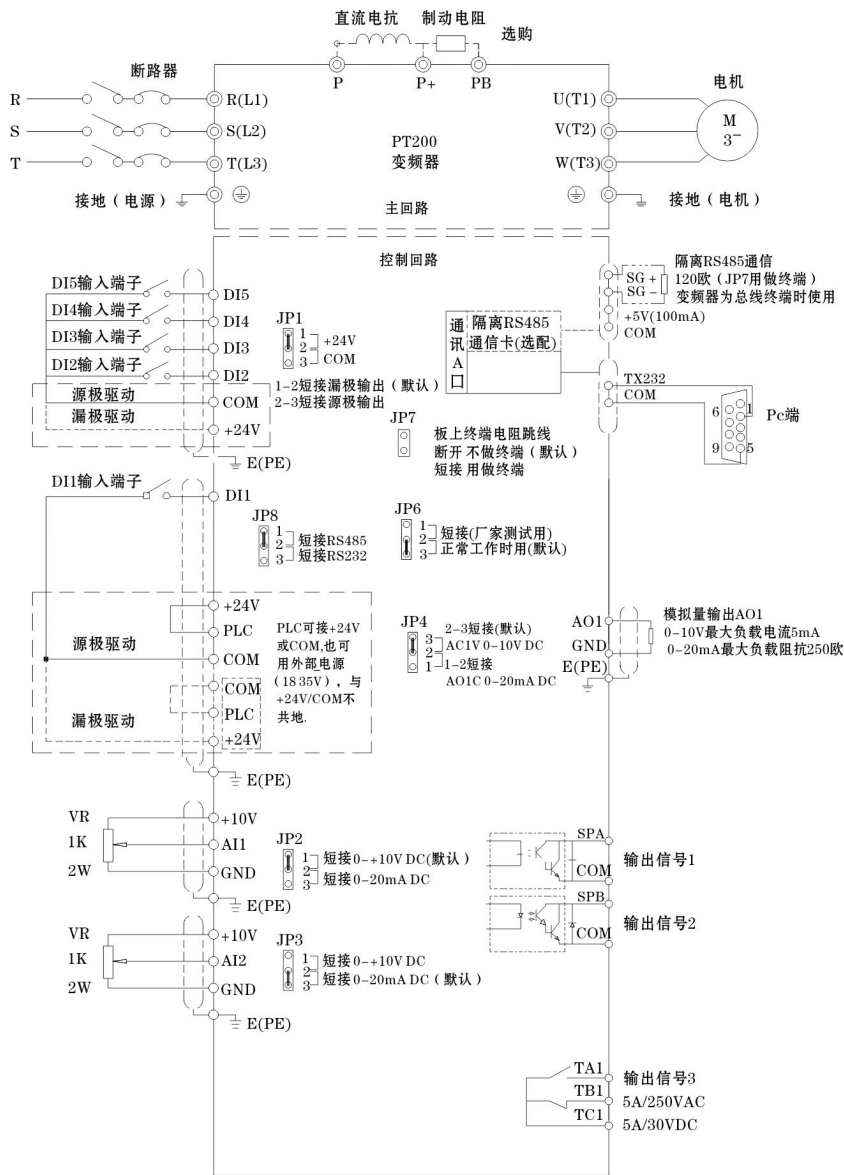 直流电抗 制动电阻 选购
断路器
P P+ PB
电机
R R(L1) U(T1)
S S(L2) V(T2)
T T(L3) W(T3)
M
3~
PT200
变频器
接地（电源） 接地（电机）
主回路
控制回路
DI5输入端子 DI5
DI4输入端子 DI4
DI3输入端子 DI3
DI2输入端子 DI2
源极驱动 COM
漏极驱动 +24V
E(PE)
JP1
1
2
3
+24V
COM
1-2短接漏极输出（默认）
2-3短接源极输出
通讯A口
隔离RS485
通信卡(选配)
SG +
SG -
+5V(100mA)
COM
隔离RS485通信
120欧（JP7用做终端）
变频器为总线终端时使用
TX232
COM
6 1
9 5
Pc端
JP7
板上终端电阻跳线
断开 不做终端（默认）
短接 用做终端
DI1输入端子 DI1
JP8
1
2 短接RS485
3 短接RS232
JP6
1
2 短接(厂家测试用)
3 正常工作时用(默认)
+24V
PLC
源极驱动 COM
COM
PLC
漏极驱动 +24V
E(PE)
PLC可接+24V
或COM,也可
用外部电源
（18 35V），与
+24V/COM不
共地.
JP4
3
2
1
2-3短接(默认)
AC1V 0-10V DC
1-2短接
AO1C 0-20mA DC
AO1
GND
E(PE)
模拟量输出AO1
0-10V最大负载电流5mA
0-20mA最大负载阻抗250欧
VR +10V
1K AI1
2W GND
E(PE)
JP2
1
2 短接0-+10V DC(默认）
3 短接0-20mA DC
VR +10V
1K AI2
2W GND
E(PE)
JP3
1 短接0-+10V DC
2
3 短接0-20mA DC（默认）
SPA
COM
输出信号1
SPB
COM
输出信号2
TA1 输出信号3
TB1 5A/250VAC
TC1 5A/30VDC